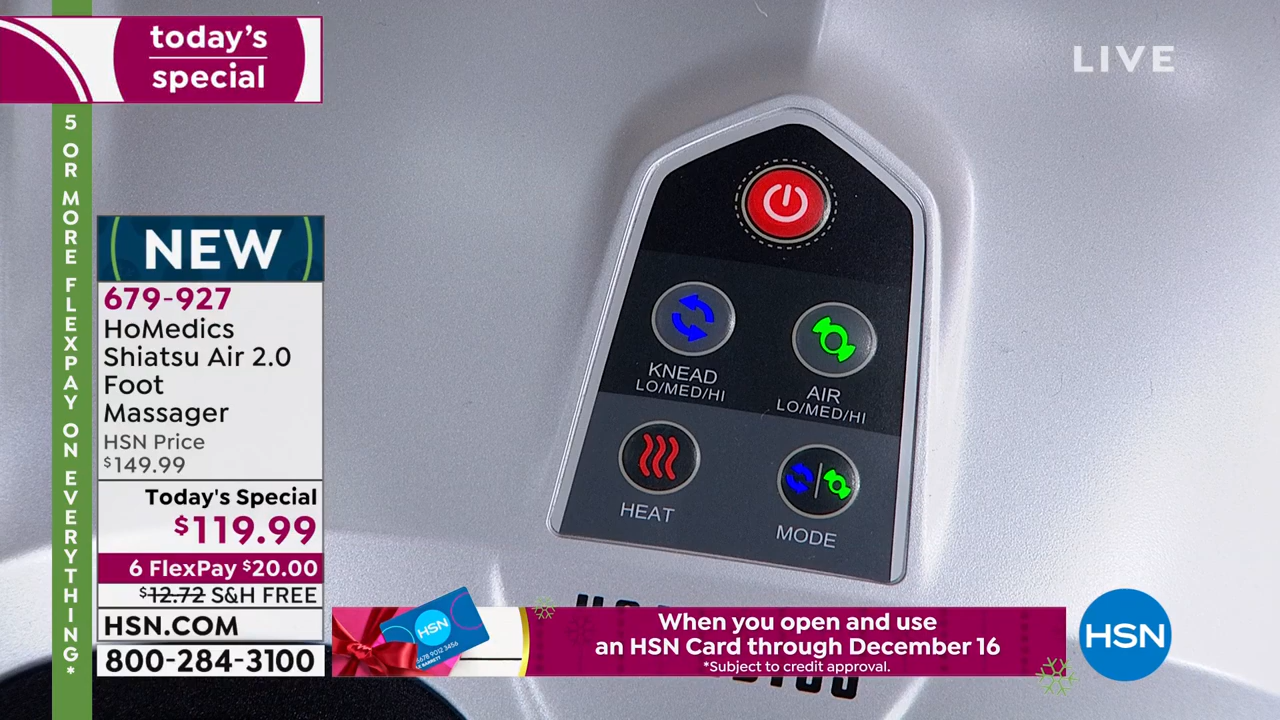 today's
special
LIVE
5 OR MORE FLEXPAY ON EVERYTHING*
NEW
679-927
HoMedics
Shiatsu Air 2.0
Foot
Massager
HSN Price
$149.99
Today's Special
$119.99
6 FlexPay $20.00
$12.72 S&H FREE
HSN.COM
800-284-3100
KNEAD
LO/MED/HI
AIR
LO/MED/HI
HEAT
MODE
HSN
When you open and use
an HSN Card through December 16
*Subject to credit approval.
HSN